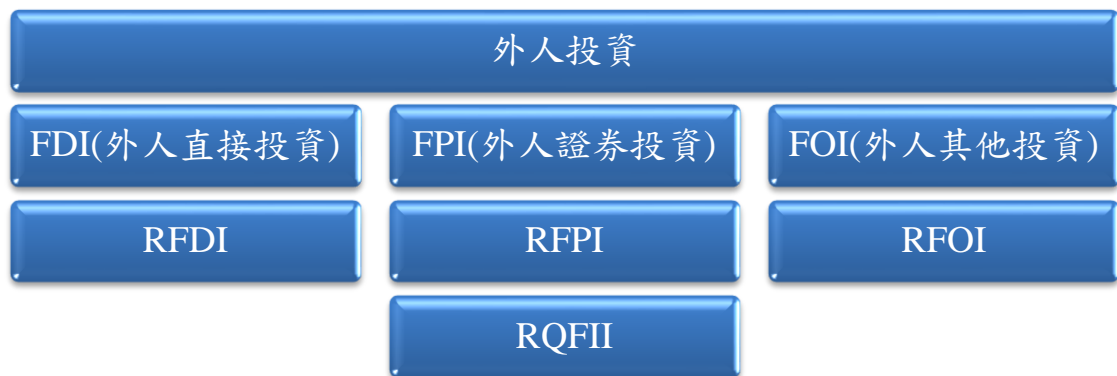 外人投資
FDI(外人直接投資)
FPI(外人證券投資)
FOI(外人其他投資)
RFDI
RFPI
RFOI
RQFII